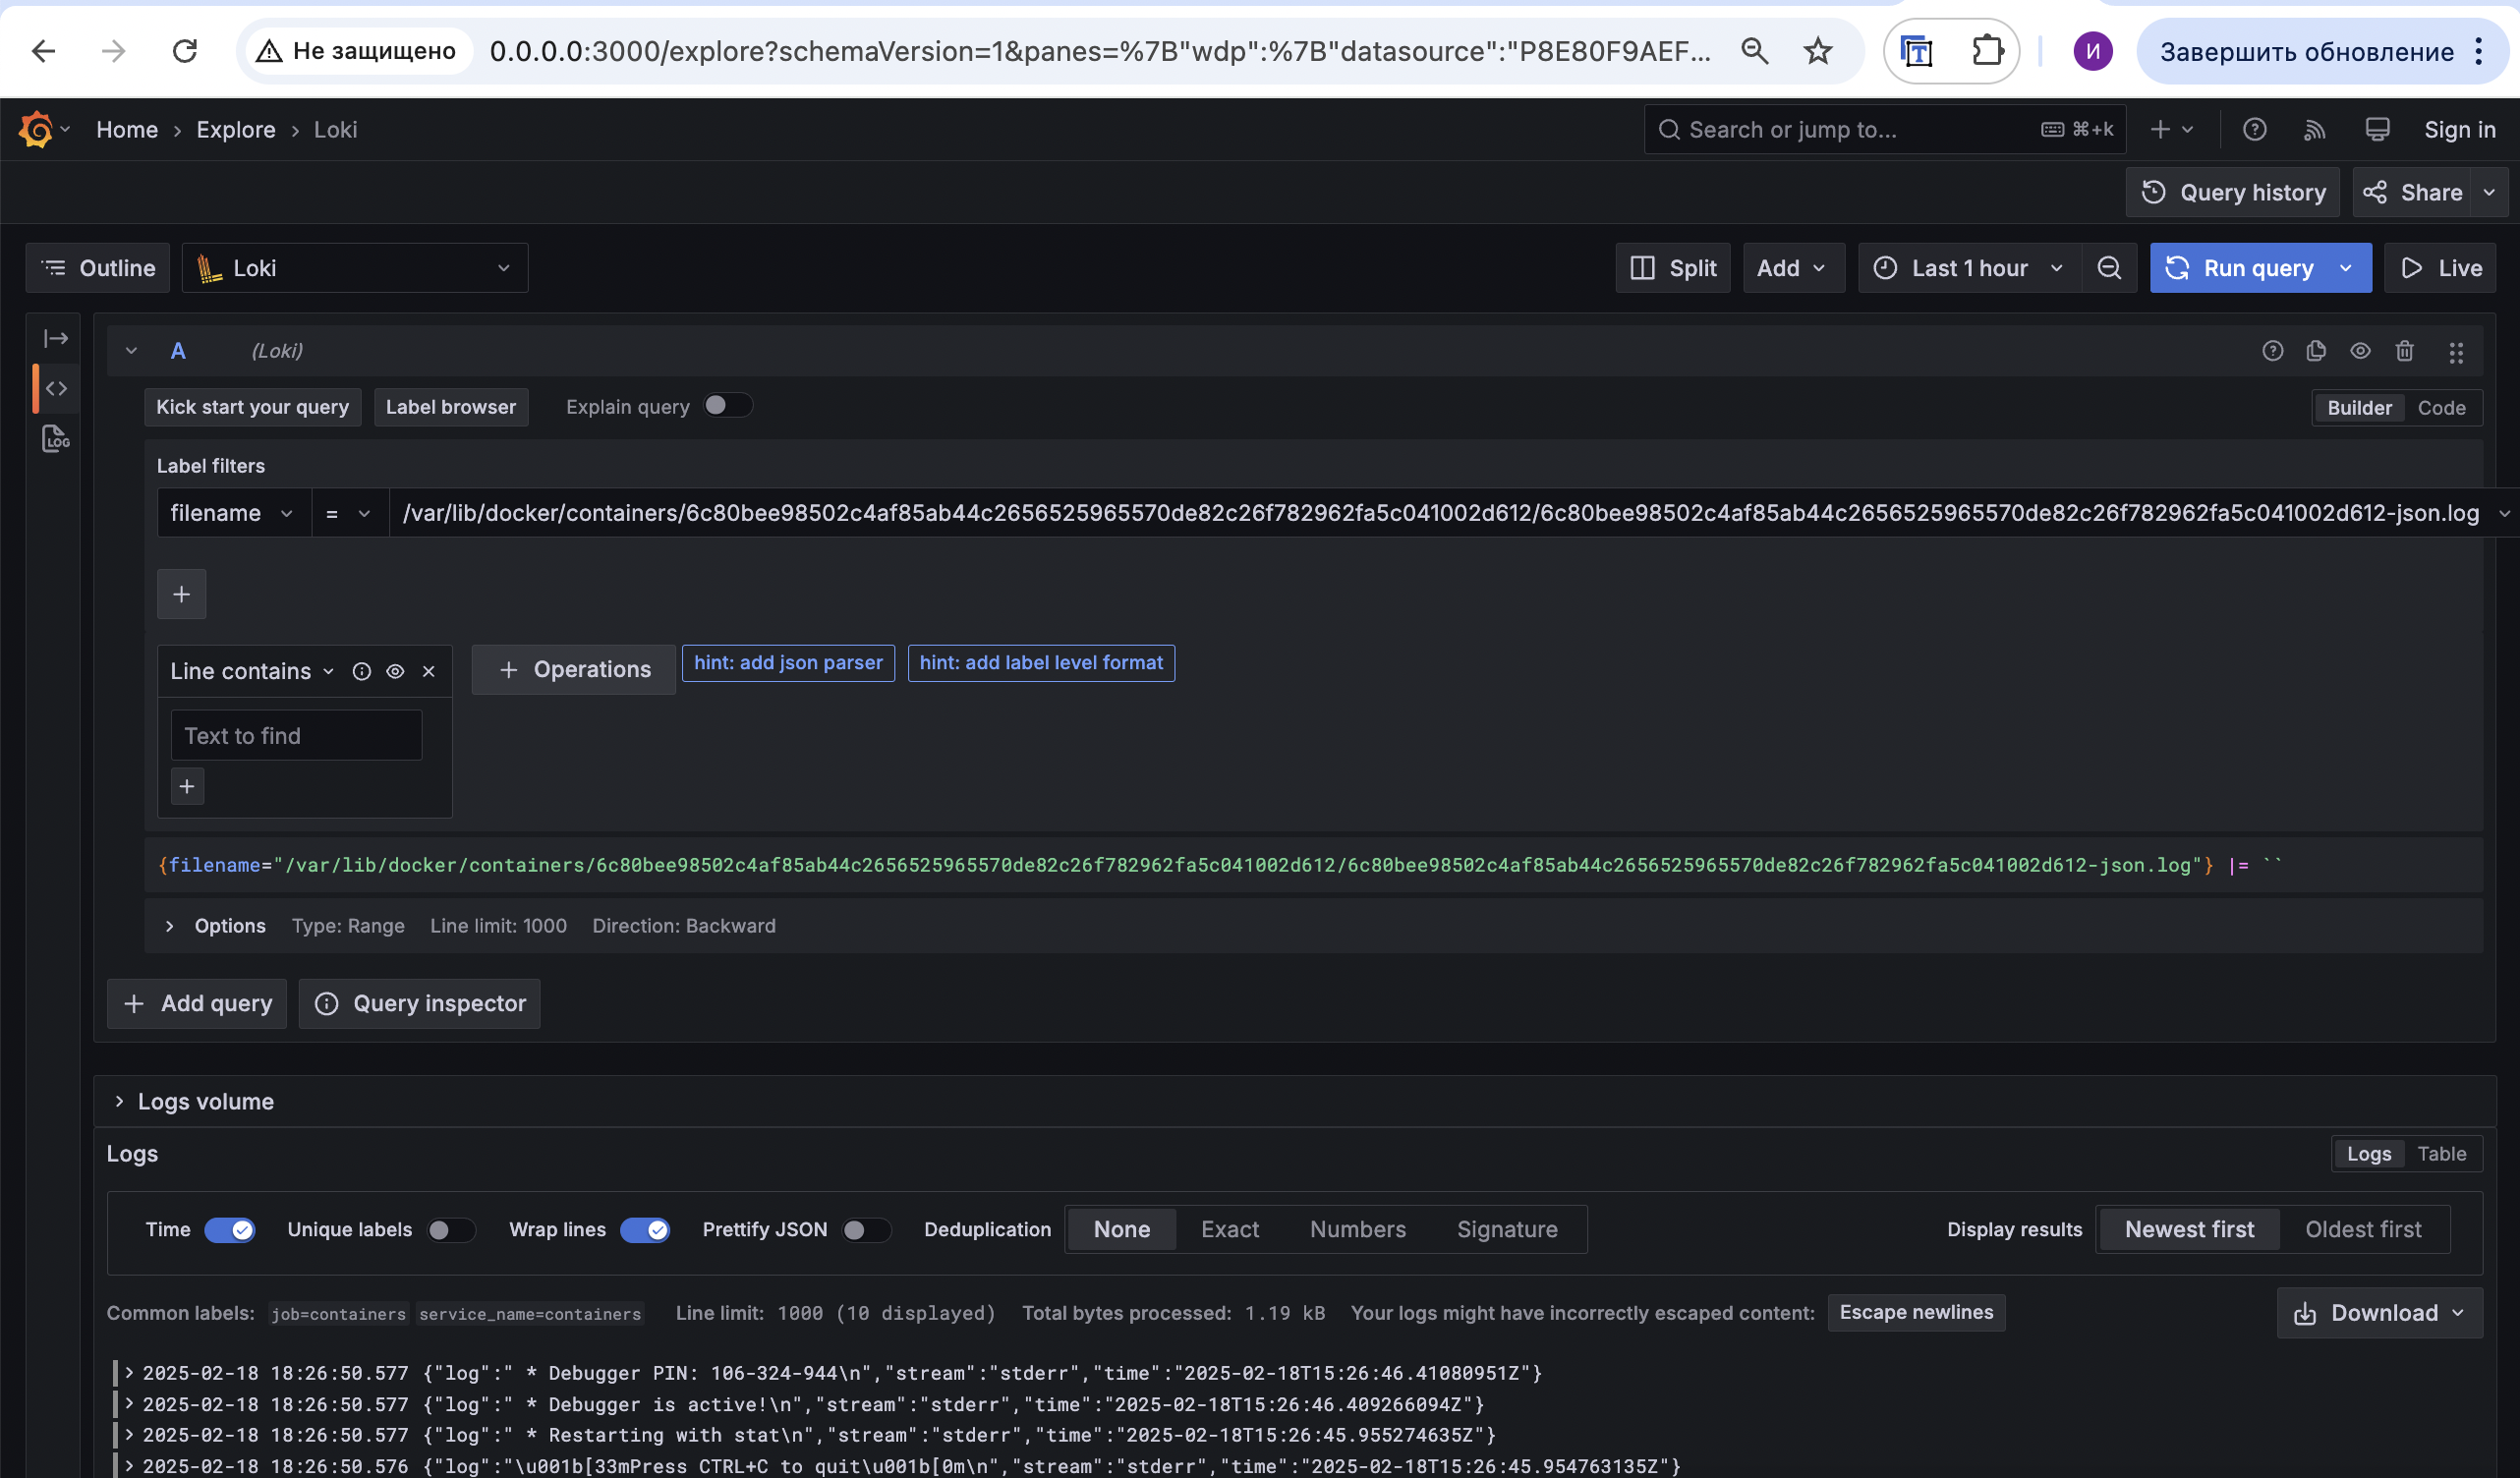 Не защищено 0.0.0.0:3000/explore?schemaVersion=1&panes=%7B"wdp":%7B"datasource":"P8E80F9AEF... И Завершить обновление
Home › Explore › Loki Search or jump to... ⌘+k Sign in
Query history Share
Outline Loki Split Add Last 1 hour Run query Live
A (Loki)
Kick start your query Label browser Explain query Builder Code
LOG
Label filters
filename = /var/lib/docker/containers/6c80bee98502c4af85ab44c2656525965570de82c26f782962fa5c041002d612/6c80bee98502c4af85ab44c2656525965570de82c26f782962fa5c041002d612-json.log
+
Line contains + Operations hint: add json parser hint: add label level format
Text to find
+
{filename="/var/lib/docker/containers/6c80bee98502c4af85ab44c2656525965570de82c26f782962fa5c041002d612/6c80bee98502c4af85ab44c2656525965570de82c26f782962fa5c041002d612-json.log"} |= ``
Options Type: Range Line limit: 1000 Direction: Backward
+ Add query Query inspector
Logs volume
Logs Logs Table
Time Unique labels Wrap lines Prettify JSON Deduplication None Exact Numbers Signature Display results Newest first Oldest first
Common labels: job=containers service_name=containers Line limit: 1000 (10 displayed) Total bytes processed: 1.19 kB Your logs might have incorrectly escaped content: Escape newlines Download
> 2025-02-18 18:26:50.577 {"log":" * Debugger PIN: 106-324-944\n","stream":"stderr","time":"2025-02-18T15:26:46.41080951Z"}
> 2025-02-18 18:26:50.577 {"log":" * Debugger is active!\n","stream":"stderr","time":"2025-02-18T15:26:46.409266094Z"}
> 2025-02-18 18:26:50.577 {"log":" * Restarting with stat\n","stream":"stderr","time":"2025-02-18T15:26:45.955274635Z"}
> 2025-02-18 18:26:50.576 {"log":"\u001b[33mPress CTRL+C to quit\u001b[0m\n","stream":"stderr","time":"2025-02-18T15:26:45.954763135Z"}